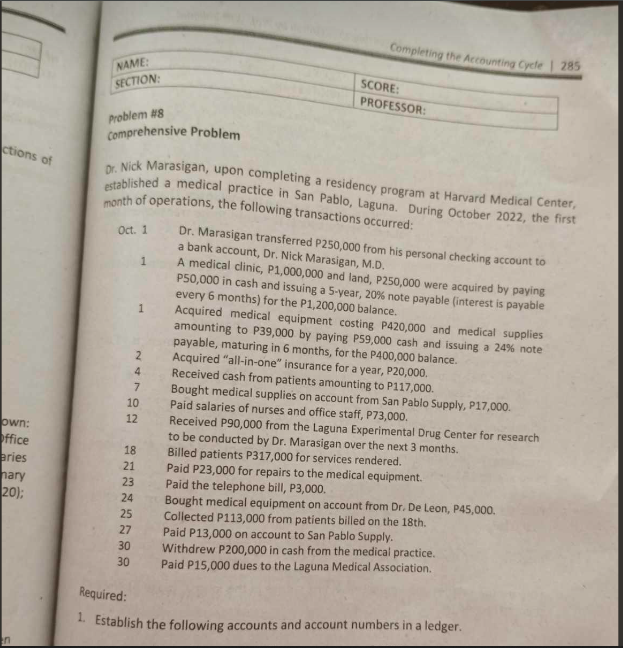 Completing the Accounting Cycle | 285
NAME:
SECTION:
SCORE:
PROFESSOR:
Problem #8
Comprehensive Problem
Dr. Nick Marasigan, upon completing a residency program at Harvard Medical Center,
established a medical practice in San Pablo, Laguna. During October 2022, the first
month of operations, the following transactions occurred:
Oct. 1 Dr. Marasigan transferred P250,000 from his personal checking account to
a bank account, Dr. Nick Marasigan, M.D.
1 A medical clinic, P1,000,000 and land, P250,000 were acquired by paying
P50,000 in cash and issuing a 5-year, 20% note payable (interest is payable
every 6 months) for the P1,200,000 balance.
1 Acquired medical equipment costing P420,000 and medical supplies
amounting to P39,000 by paying P59,000 cash and issuing a 24% note
payable, maturing in 6 months, for the P400,000 balance.
2 Acquired "all-in-one" insurance for a year, P20,000.
4 Received cash from patients amounting to P117,000.
7 Bought medical supplies on account from San Pablo Supply, P17,000.
10 Paid salaries of nurses and office staff, P73,000.
12 Received P90,000 from the Laguna Experimental Drug Center for research
to be conducted by Dr. Marasigan over the next 3 months.
18 Billed patients P317,000 for services rendered.
21 Paid P23,000 for repairs to the medical equipment.
23 Paid the telephone bill, P3,000.
24 Bought medical equipment on account from Dr. De Leon, P45,000.
25 Collected P113,000 from patients billed on the 18th.
27 Paid P13,000 on account to San Pablo Supply.
30 Withdrew P200,000 in cash from the medical practice.
30 Paid P15,000 dues to the Laguna Medical Association.
Required:
1. Establish the following accounts and account numbers in a ledger.
ctions of
own:
Office
aries
nary
20);
en